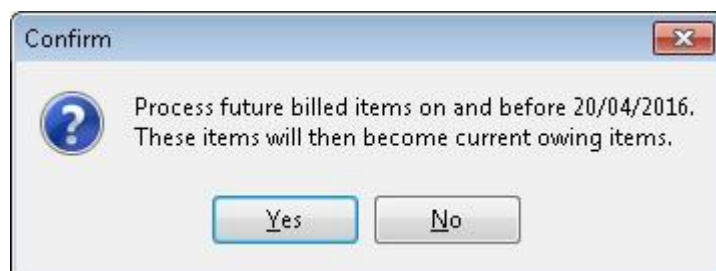 Confirm
Process future billed items on and before 20/04/2016.
These items will then become current owing items.
Yes No